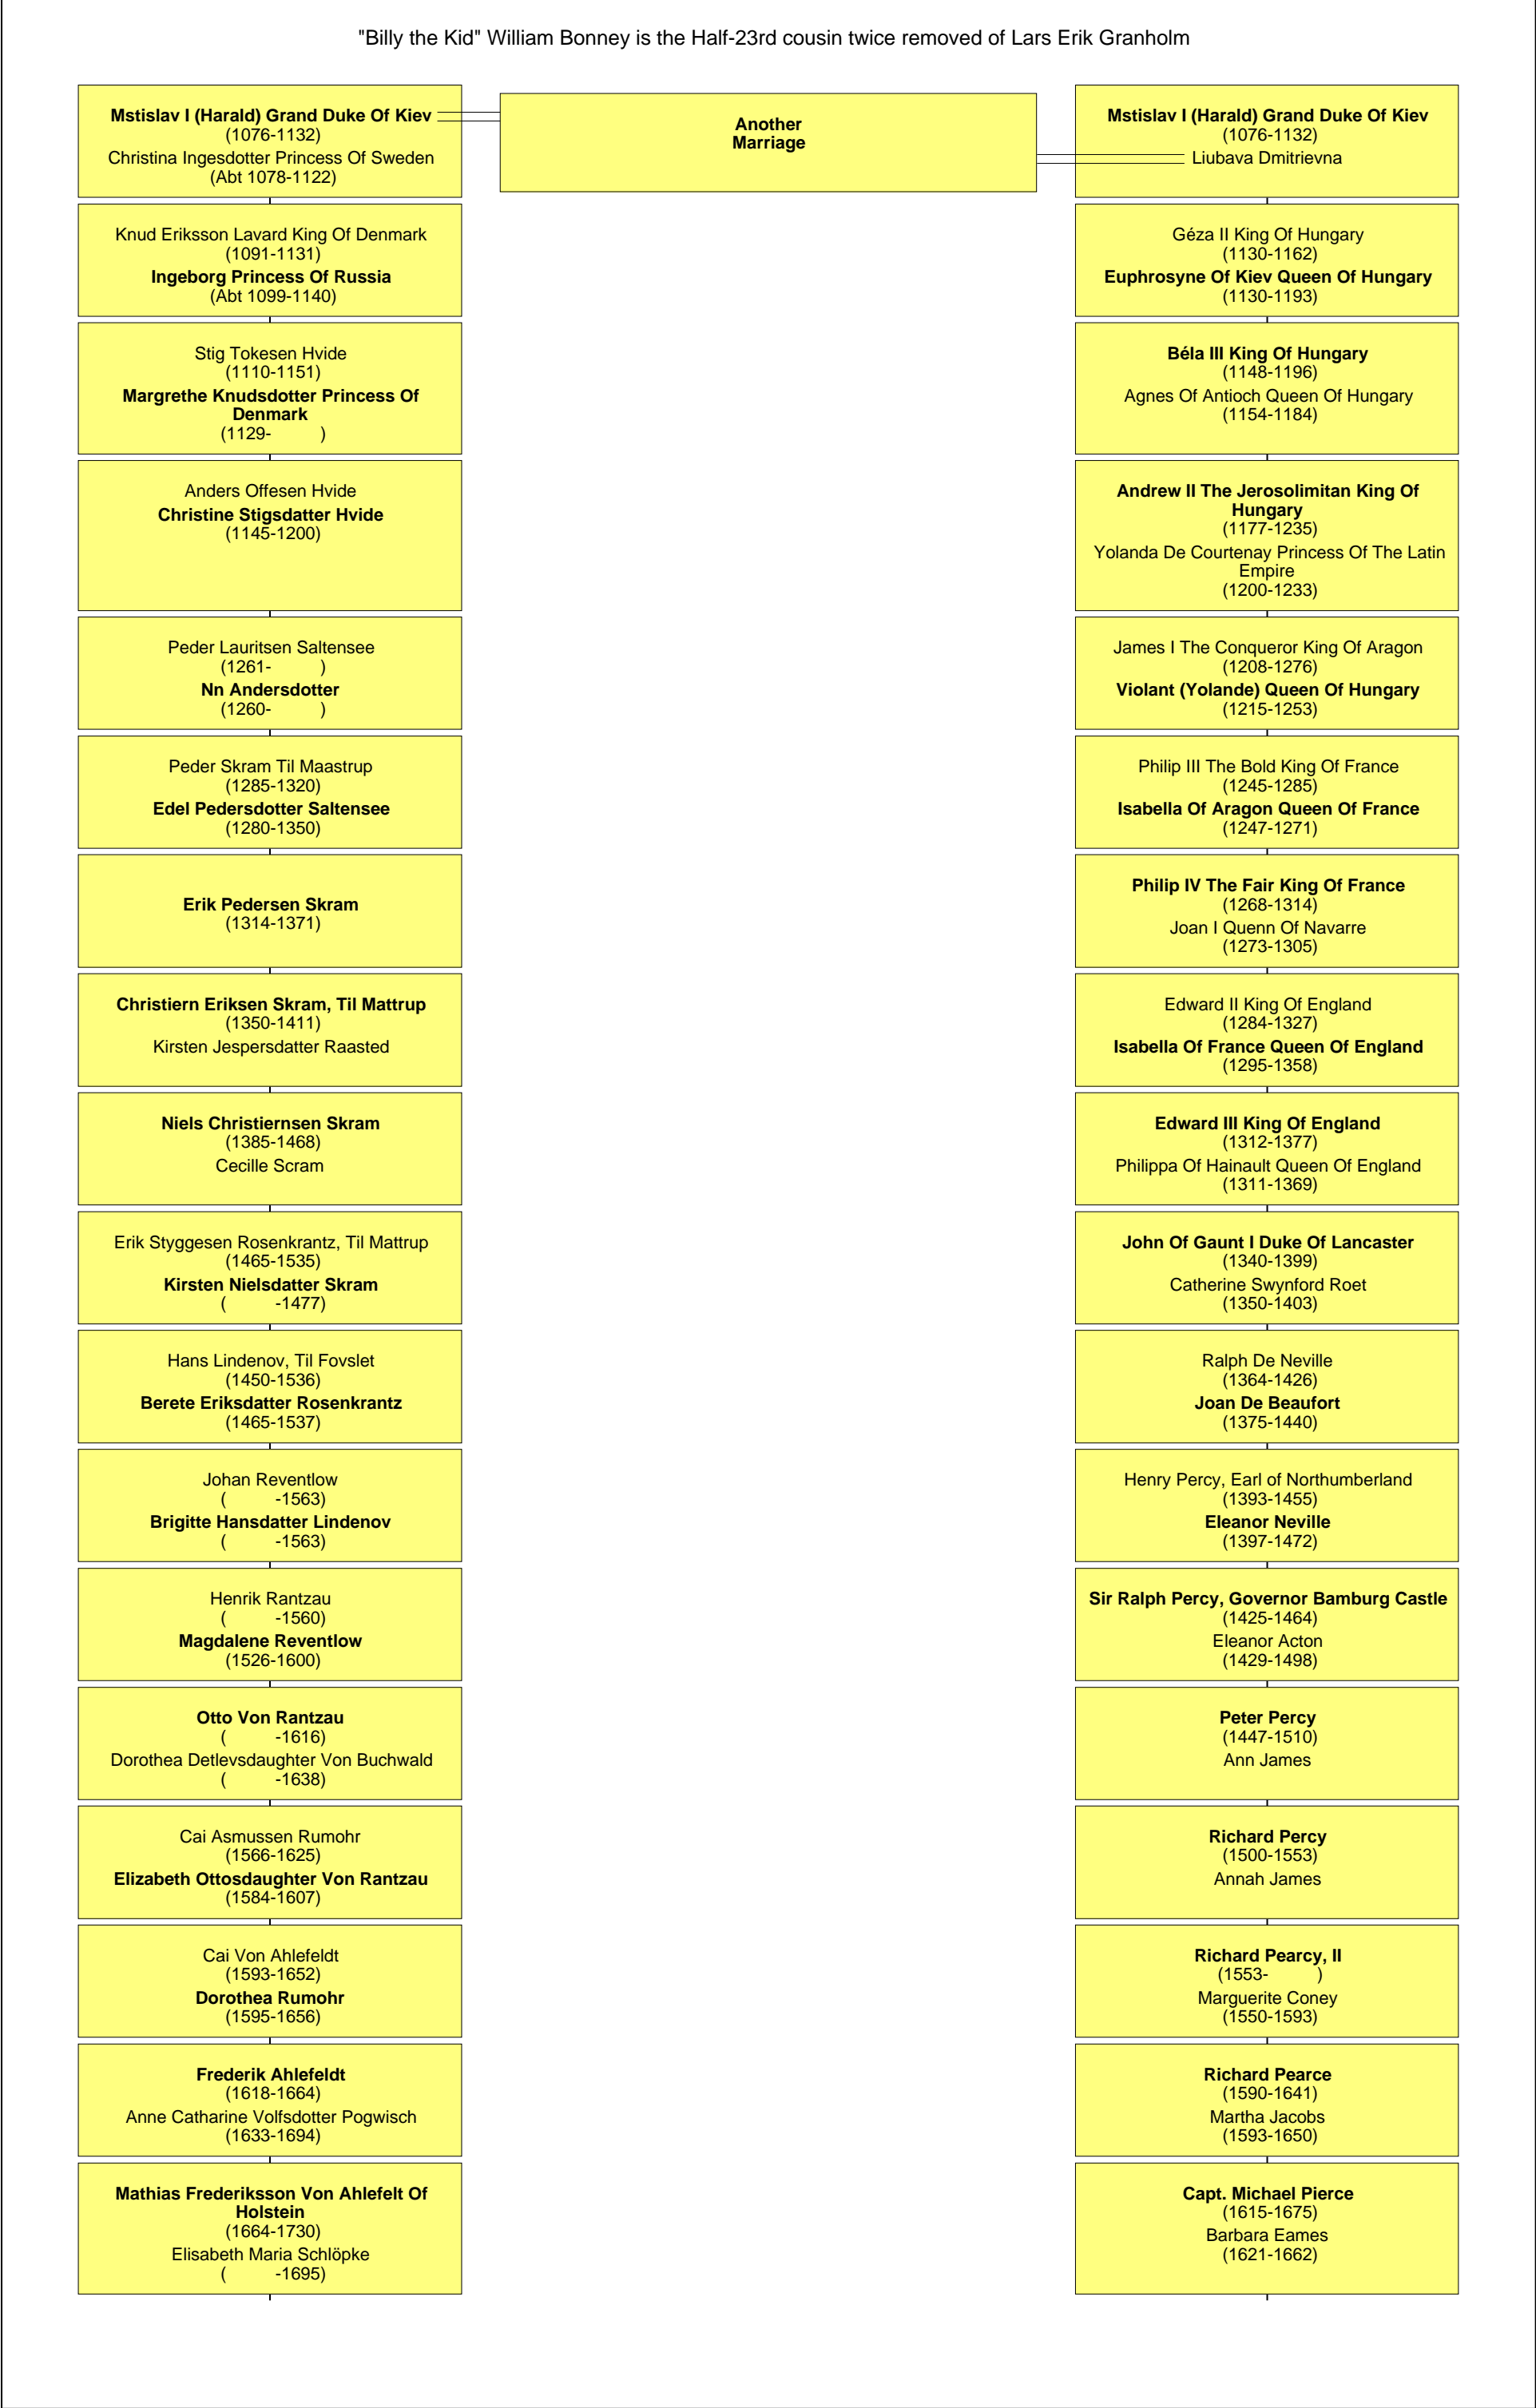 "Billy the Kid" William Bonney is the Half-23rd cousin twice removed of Lars Erik Granholm
Mstislav I (Harald) Grand Duke Of Kiev
(1076-1132)
Christina Ingesdotter Princess Of Sweden
(Abt 1078-1122)
Another
Marriage
Mstislav I (Harald) Grand Duke Of Kiev
(1076-1132)
Liubava Dmitrievna
Knud Eriksson Lavard King Of Denmark
(1091-1131)
Ingeborg Princess Of Russia
(Abt 1099-1140)
Géza II King Of Hungary
(1130-1162)
Euphrosyne Of Kiev Queen Of Hungary
(1130-1193)
Stig Tokesen Hvide
(1110-1151)
Margrethe Knudsdotter Princess Of
Denmark
(1129- )
Béla III King Of Hungary
(1148-1196)
Agnes Of Antioch Queen Of Hungary
(1154-1184)
Anders Offesen Hvide
Christine Stigsdatter Hvide
(1145-1200)
Andrew II The Jerosolimitan King Of
Hungary
(1177-1235)
Yolanda De Courtenay Princess Of The Latin
Empire
(1200-1233)
Peder Lauritsen Saltensee
(1261- )
Nn Andersdotter
(1260- )
James I The Conqueror King Of Aragon
(1208-1276)
Violant (Yolande) Queen Of Hungary
(1215-1253)
Peder Skram Til Maastrup
(1285-1320)
Edel Pedersdotter Saltensee
(1280-1350)
Philip III The Bold King Of France
(1245-1285)
Isabella Of Aragon Queen Of France
(1247-1271)
Erik Pedersen Skram
(1314-1371)
Philip IV The Fair King Of France
(1268-1314)
Joan I Quenn Of Navarre
(1273-1305)
Christiern Eriksen Skram, Til Mattrup
(1350-1411)
Kirsten Jespersdatter Raasted
Edward II King Of England
(1284-1327)
Isabella Of France Queen Of England
(1295-1358)
Niels Christiernsen Skram
(1385-1468)
Cecille Scram
Edward III King Of England
(1312-1377)
Philippa Of Hainault Queen Of England
(1311-1369)
Erik Styggesen Rosenkrantz, Til Mattrup
(1465-1535)
Kirsten Nielsdatter Skram
( -1477)
John Of Gaunt I Duke Of Lancaster
(1340-1399)
Catherine Swynford Roet
(1350-1403)
Hans Lindenov, Til Fovslet
(1450-1536)
Berete Eriksdatter Rosenkrantz
(1465-1537)
Ralph De Neville
(1364-1426)
Joan De Beaufort
(1375-1440)
Johan Reventlow
( -1563)
Brigitte Hansdatter Lindenov
( -1563)
Henry Percy, Earl of Northumberland
(1393-1455)
Eleanor Neville
(1397-1472)
Henrik Rantzau
( -1560)
Magdalene Reventlow
(1526-1600)
Sir Ralph Percy, Governor Bamburg Castle
(1425-1464)
Eleanor Acton
(1429-1498)
Otto Von Rantzau
( -1616)
Dorothea Detlevsdaughter Von Buchwald
( -1638)
Peter Percy
(1447-1510)
Ann James
Cai Asmussen Rumohr
(1566-1625)
Elizabeth Ottosdaughter Von Rantzau
(1584-1607)
Richard Percy
(1500-1553)
Annah James
Cai Von Ahlefeldt
(1593-1652)
Dorothea Rumohr
(1595-1656)
Richard Pearcy, II
(1553- )
Marguerite Coney
(1550-1593)
Frederik Ahlefeldt
(1618-1664)
Anne Catharine Volfsdotter Pogwisch
(1633-1694)
Richard Pearce
(1590-1641)
Martha Jacobs
(1593-1650)
Mathias Frederiksson Von Ahlefelt Of
Holstein
(1664-1730)
Elisabeth Maria Schlöpke
( -1695)
Capt. Michael Pierce
(1615-1675)
Barbara Eames
(1621-1662)